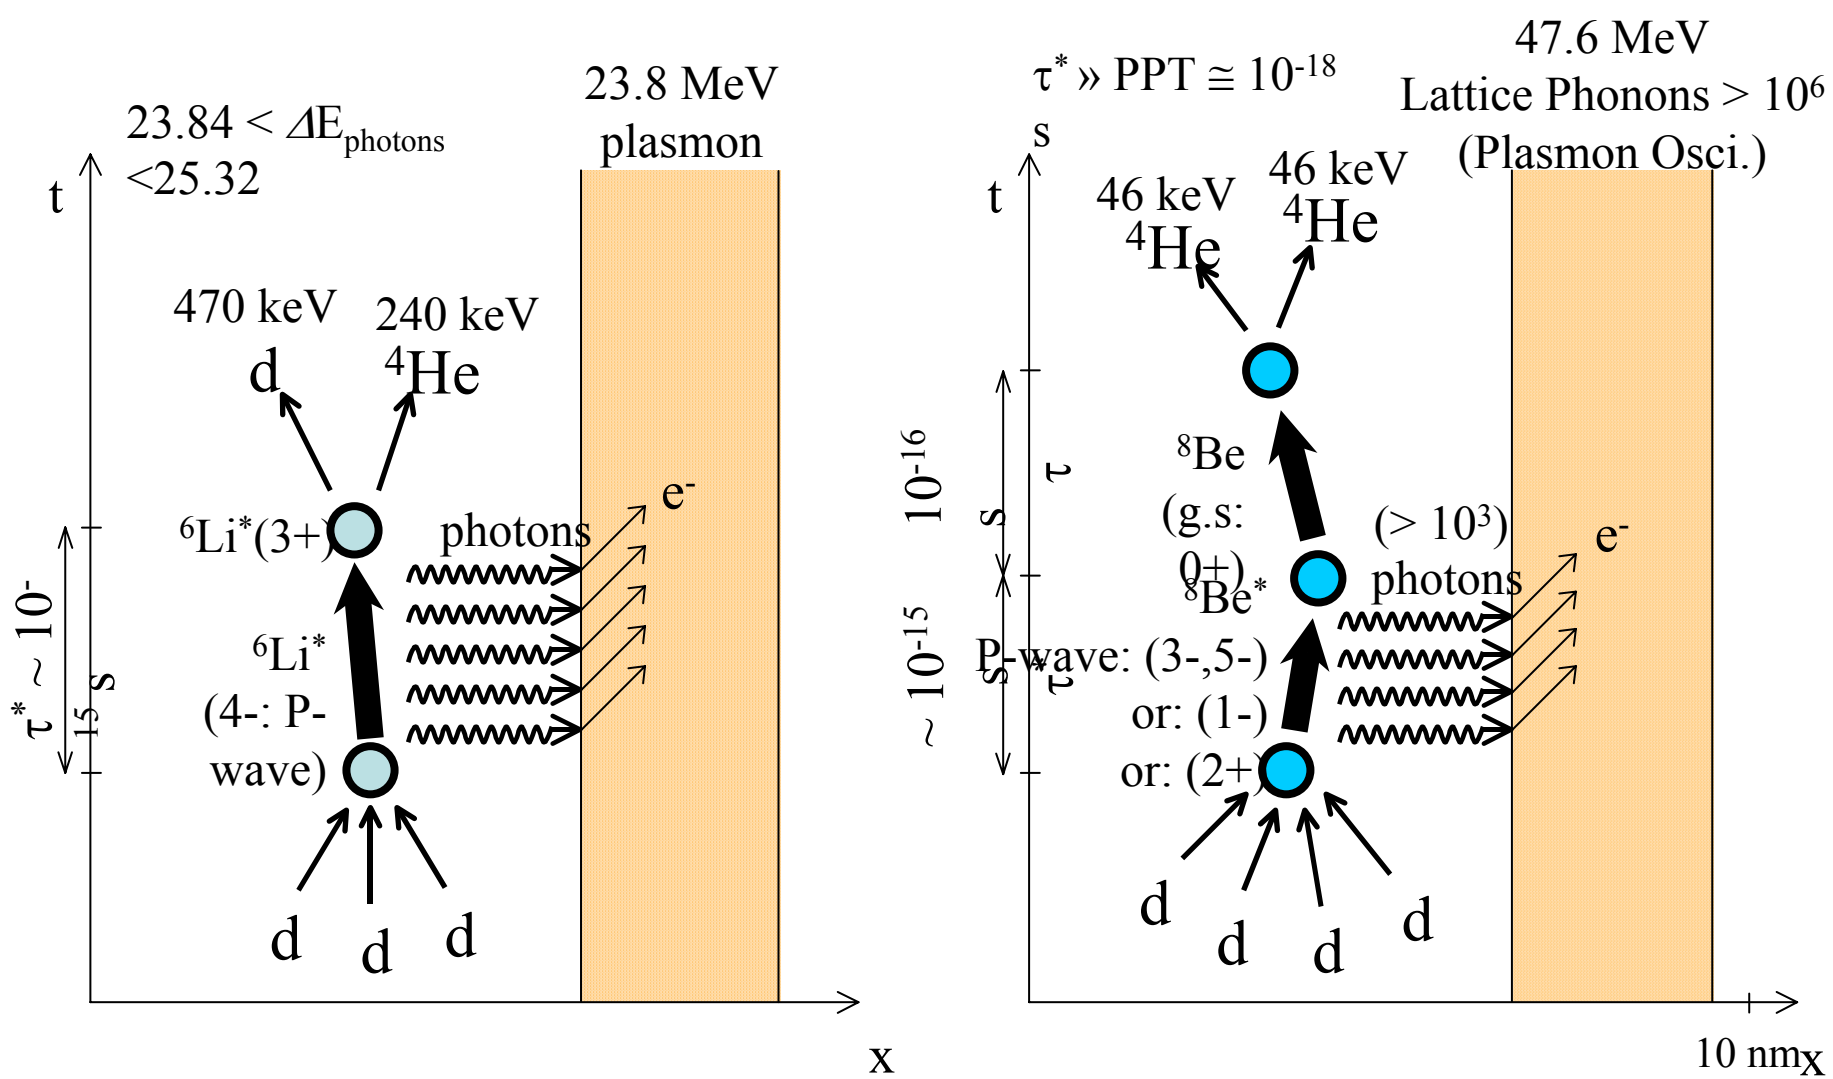 23.84 < ΔE_photons
<25.32
23.8 MeV
plasmon
t
470 keV
240 keV
d
⁴He
⁶Li*(3+)
photons
e⁻
τ* ~ 10⁻
¹⁵ s
⁶Li*
(4-: P-
wave)
d
d
d
x
τ* » PPT ≅ 10⁻¹⁸
s
47.6 MeV
Lattice Phonons > 10⁶
(Plasmon Osci.)
t
46 keV
46 keV
⁴He
⁴He
10⁻¹⁶
s
τ
⁸Be
(g.s:
0+)
(> 10³)
photons
e⁻
⁸Be*
~ 10⁻¹⁵
s
τ*
P-wave: (3-,5-)
or: (1-)
or: (2+)
d
d
d
d
10 nm
x